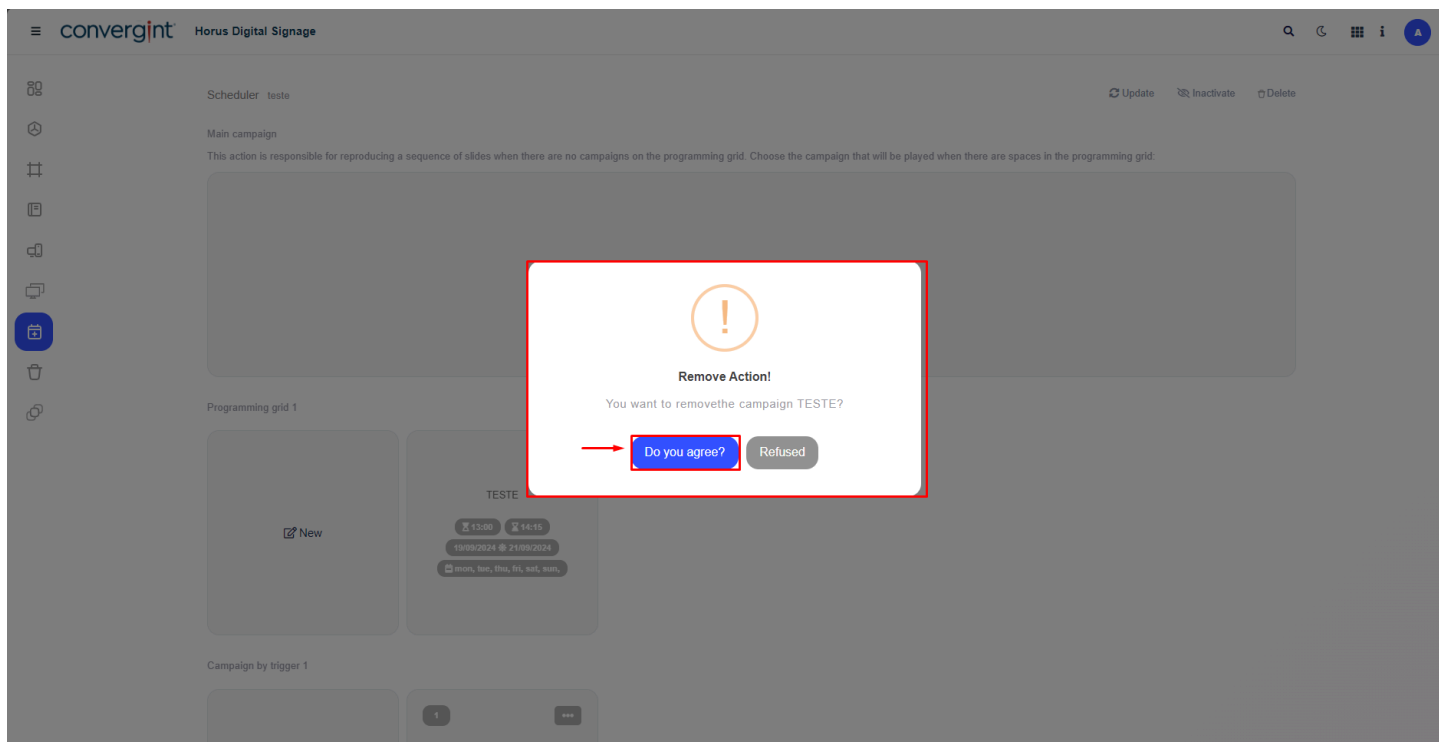 convergint Horus Digital Signage
i A
Scheduler teste
Update Inactivate Delete
Main campaign
This action is responsible for reproducing a sequence of slides when there are no campaigns on the programming grid. Choose the campaign that will be played when there are spaces in the programming grid:
!
Remove Action!
You want to removethe campaign TESTE?
Do you agree? Refused
Programming grid 1
New
TESTE
13:00 14:15
19/09/2024 21/09/2024
mon, tue, thu, fri, sat, sun,
Campaign by trigger 1
1 •••